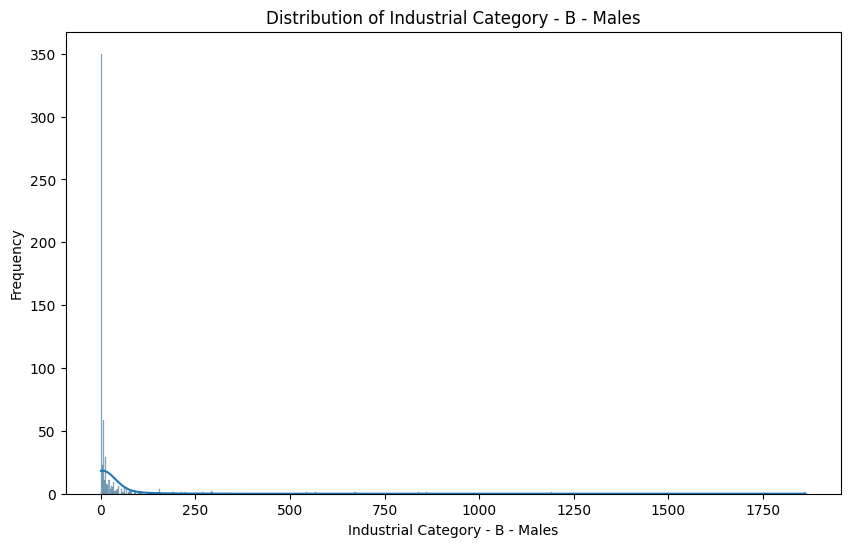 Distribution of Industrial Category - B - Males
350
300
250
200
150
100
50
0
Frequency
0 250 500 750 1000 1250 1500 1750
Industrial Category - B - Males